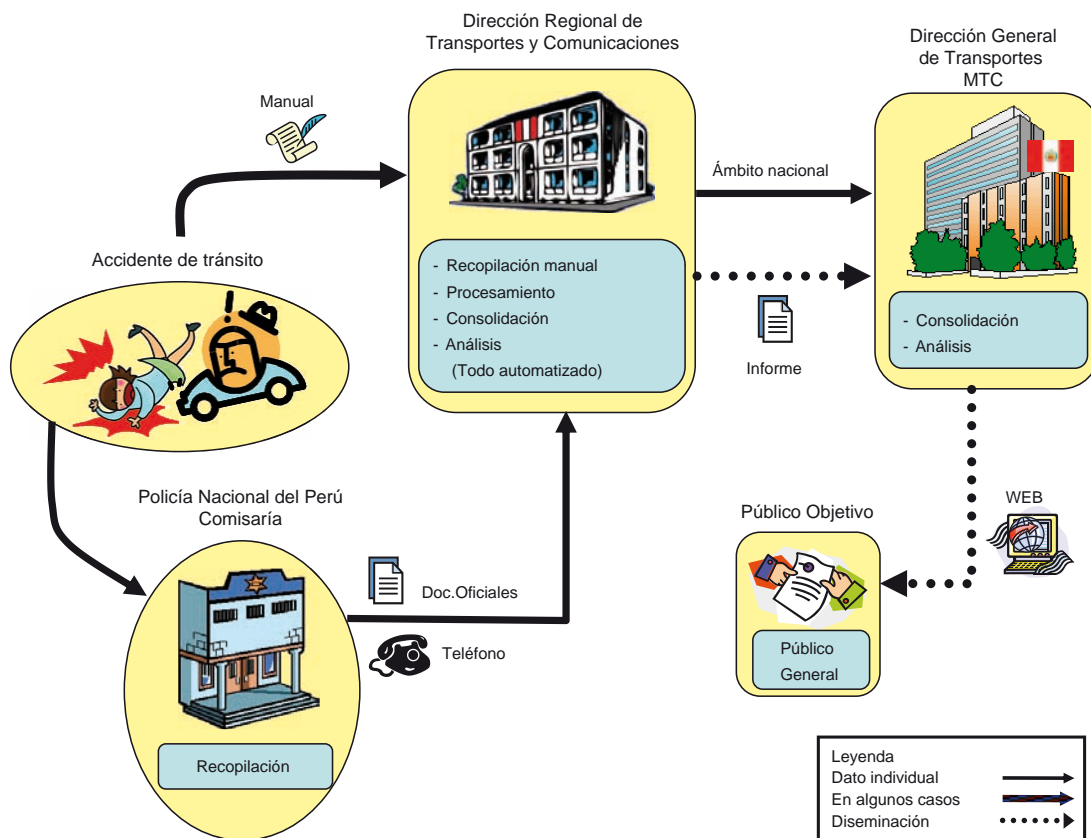 Dirección Regional de
Transportes y Comunicaciones
Dirección General
de Transportes
MTC
Manual
Ámbito nacional
Accidente de tránsito
- Recopilación manual
- Procesamiento
- Consolidación
- Análisis
(Todo automatizado)
Informe
- Consolidación
- Análisis
Policía Nacional del Perú
Comisaría
Doc.Oficiales
Teléfono
Recopilación
WEB
Público Objetivo
Público
General
Leyenda
Dato individual
En algunos casos
Diseminación